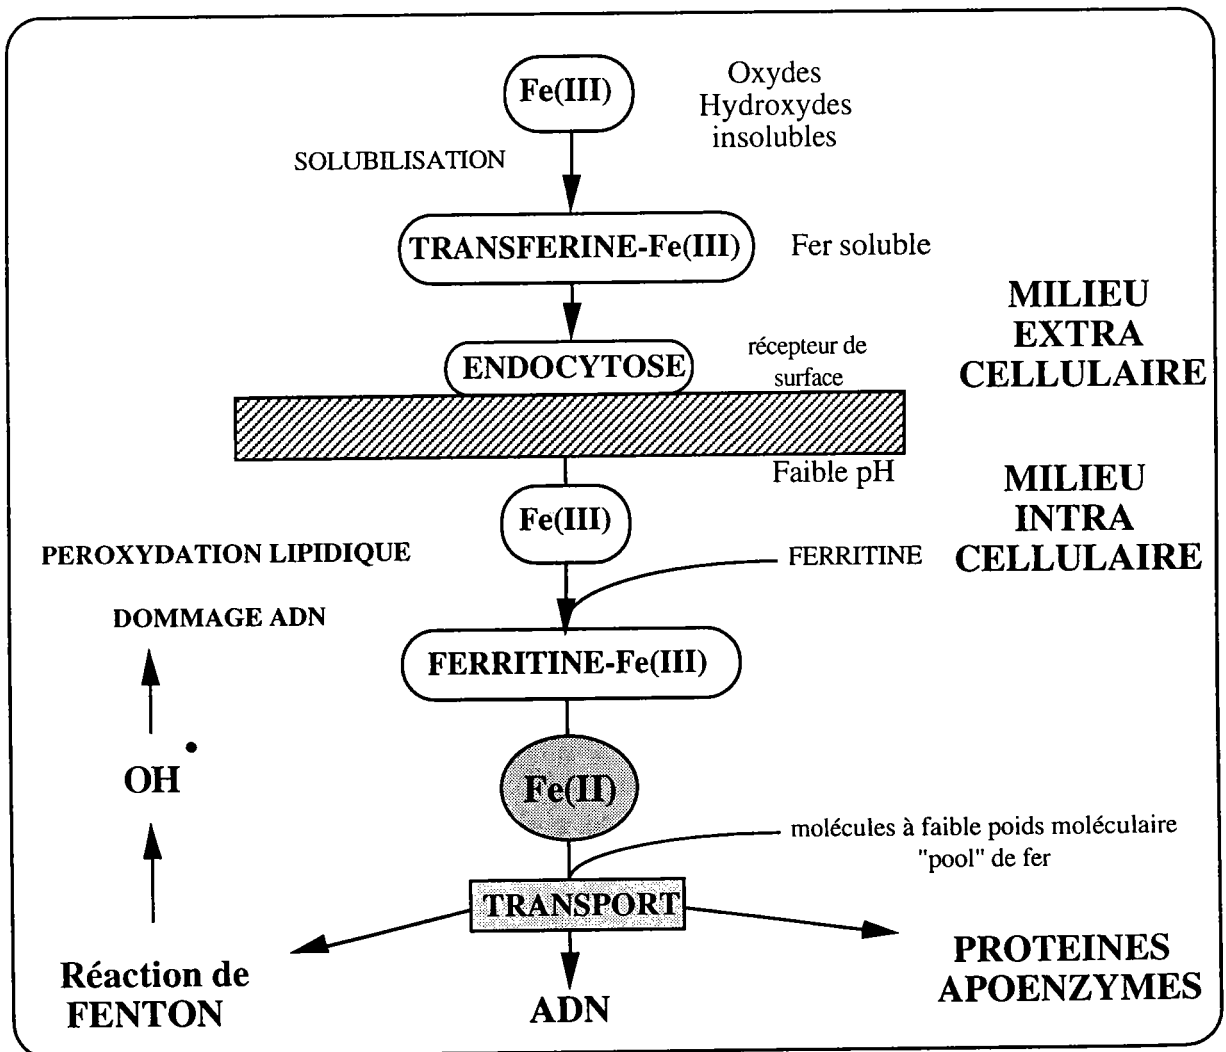 Fe(III)
Oxydes
Hydroxydes
insolubles
SOLUBILISATION
TRANSFERINE-Fe(III)
Fer soluble
MILIEU
EXTRA
CELLULAIRE
ENDOCYTOSE
récepteur de
surface
Faible pH
MILIEU
INTRA
CELLULAIRE
Fe(III)
PEROXYDATION LIPIDIQUE
FERRITINE
DOMMAGE ADN
FERRITINE-Fe(III)
OH•
Fe(II)
molécules à faible poids moléculaire
"pool" de fer
TRANSPORT
Réaction de
FENTON
ADN
PROTEINES
APOENZYMES